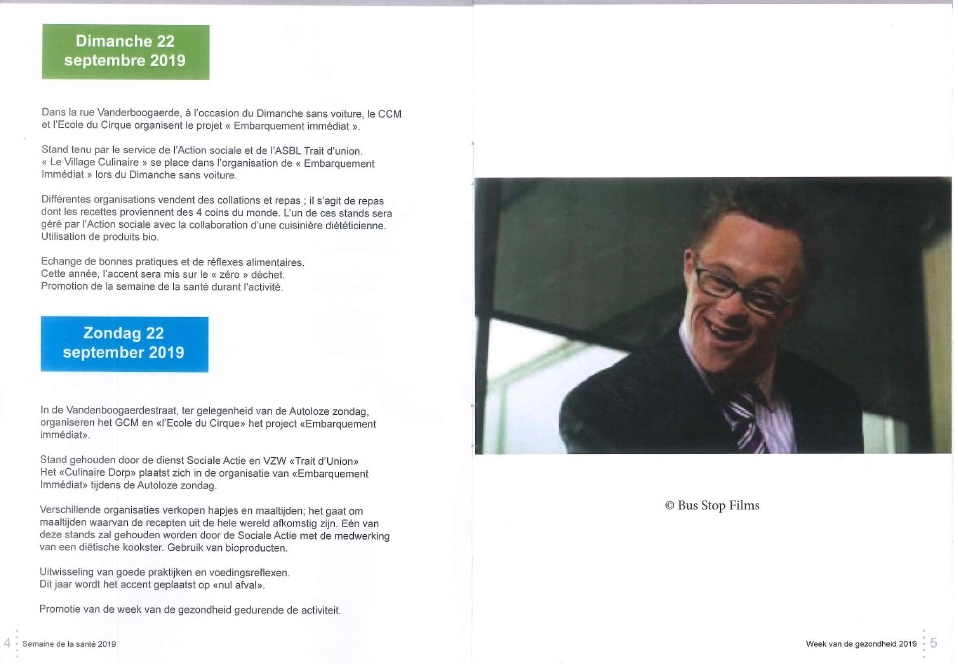 Dimanche 22
septembre 2019
Dans la rue Vanderboogaerde, à l'occasion du Dimanche sans voiture, le CCM
et l'Ecole du Cirque organisent le projet « Embarquement immédiat ».
Stand tenu par le service de l'Action sociale et de l'ASBL Trait d'union.
« Le Village Culinaire » se place dans l'organisation de « Embarquement
Immédiat » lors du Dimanche sans voiture.
Différentes organisations vendent des collations et repas ; il s'agit de repas
dont les recettes proviennent des 4 coins du monde. L'un de ces stands sera
géré par l'Action sociale avec la collaboration d'une cuisinière diététicienne.
Utilisation de produits bio.
Echange de bonnes pratiques et de réflexes alimentaires.
Cette année, l'accent sera mis sur le « zéro » déchet.
Promotion de la semaine de la santé durant l'activité.
Zondag 22
september 2019
In de Vandenboogaerdestraat, ter gelegenheid van de Autoloze zondag,
organiseren het GCM en «l'Ecole du Cirque» het project «Embarquement
immédiat».
Stand gehouden door de dienst Sociale Actie en VZW «Trait d'Union»
Het «Culinaire Dorp» plaatst zich in de organisatie van «Embarquement
Immédiat» tijdens de Autoloze zondag.
Verschillende organisaties verkopen hapjes en maaltijden; het gaat om
maaltijden waarvan de recepten uit de hele wereld afkomstig zijn. Eén van
deze stands zal gehouden worden door de Sociale Actie met de medwerking
van een diëtische kookster. Gebruik van bioproducten.
Uitwisseling van goede praktijken en voedingsreflexen.
Dit jaar wordt het accent geplaatst op «nul afval».
Promotie van de week van de gezondheid gedurende de activiteit.
4 Semaine de la santé 2019
© Bus Stop Films
Week van de gezondheid 2019 5